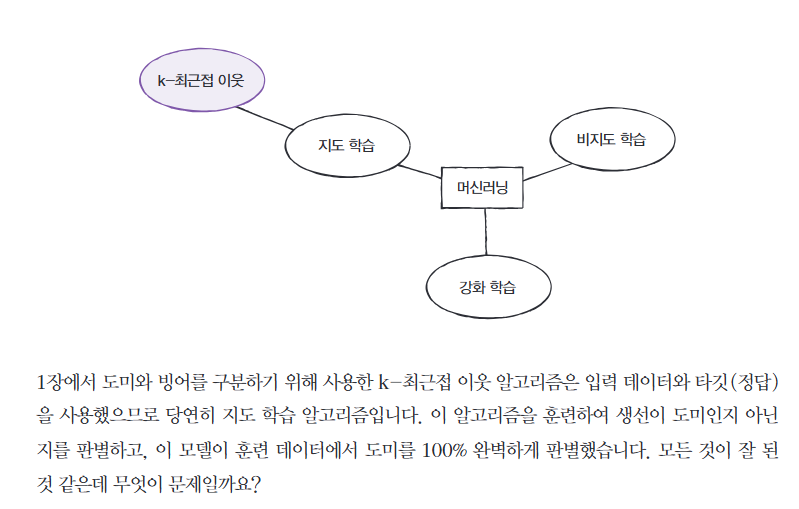 k-최근접 이웃
지도 학습
비지도 학습
머신러닝
강화 학습
1장에서 도미와 빙어를 구분하기 위해 사용한 k-최근접 이웃 알고리즘은 입력 데이터와 타깃(정답)
을 사용했으므로 당연히 지도 학습 알고리즘입니다. 이 알고리즘을 훈련하여 생선이 도미인지 아닌
지를 판별하고, 이 모델이 훈련 데이터에서 도미를 100% 완벽하게 판별했습니다. 모든 것이 잘 된
것 같은데 무엇이 문제일까요?